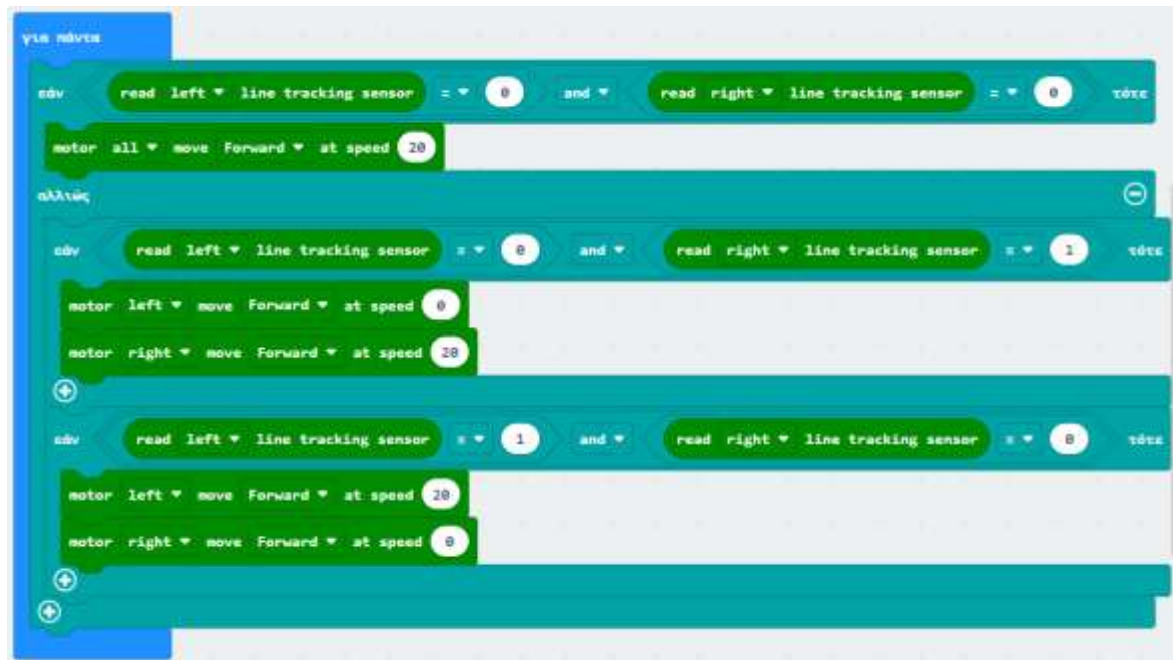 για πάντα
εάν read left line tracking sensor = 0 and read right line tracking sensor = 0 τότε
motor all move Forward at speed 20
αλλιώς
εάν read left line tracking sensor = 0 and read right line tracking sensor = 1 τότε
motor left move Forward at speed 0
motor right move Forward at speed 20
εάν read left line tracking sensor = 1 and read right line tracking sensor = 0 τότε
motor left move Forward at speed 20
motor right move Forward at speed 0